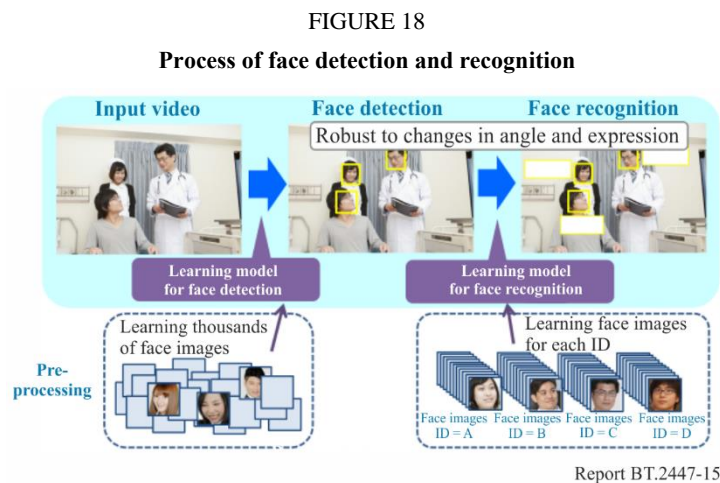 FIGURE 18
Process of face detection and recognition
Input video
Face detection
Face recognition
Robust to changes in angle and expression
Learning model
for face detection
Learning model
for face recognition
Pre-
processing
Learning thousands
of face images
Learning face images
for each ID
Face images
ID = A
Face images
ID = B
Face images
ID = C
Face images
ID = D
Report BT.2447-15